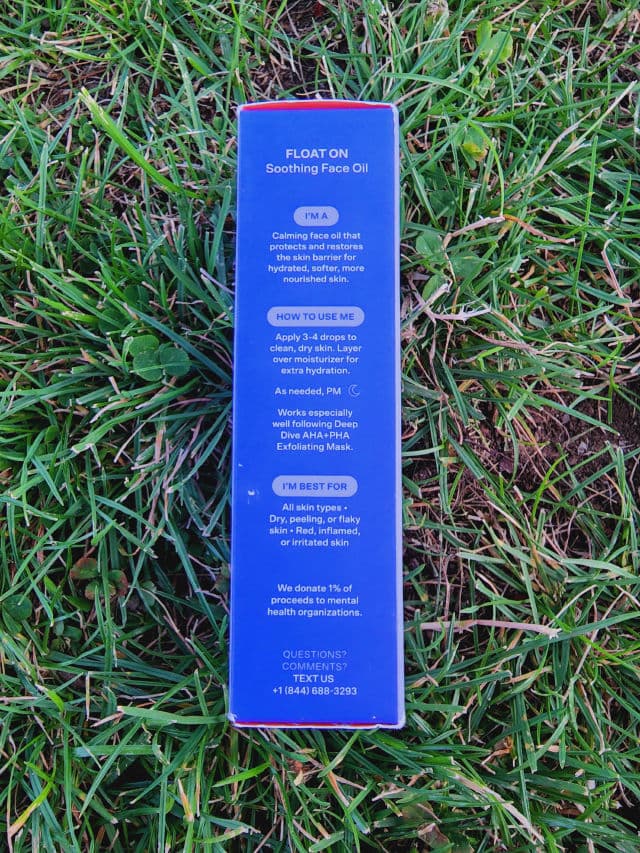 FLOAT ON
Soothing Face Oil
I'M A
Calming face oil that
protects and restores
the skin barrier for
hydrated, softer, more
nourished skin.
HOW TO USE ME
Apply 3-4 drops to
clean, dry skin. Layer
over moisturizer for
extra hydration.
As needed, PM
Works especially
well following Deep
Dive AHA+PHA
Exfoliating Mask.
I'M BEST FOR
All skin types •
Dry, peeling, or flaky
skin • Red, inflamed,
or irritated skin
We donate 1% of
proceeds to mental
health organizations.
QUESTIONS?
COMMENTS?
TEXT US
+1 (844) 688-3293